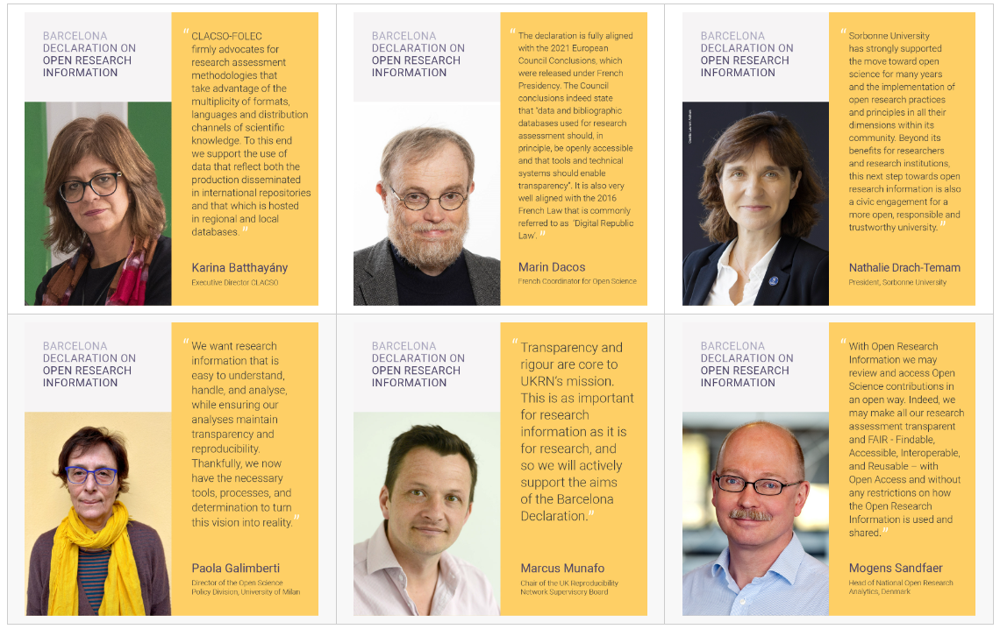 BARCELONA
DECLARATION ON
OPEN RESEARCH
INFORMATION
“ CLACSO-FOLEC
firmly advocates for
research assessment
methodologies that
take advantage of the
multiplicity of formats,
languages and distribution
channels of scientific
knowledge. To this end
we support the use of
data that reflect both the
production disseminated
in international repositories
and that which is hosted
in regional and local
databases. ”
Karina Batthayány
Executive Director CLACSO
BARCELONA
DECLARATION ON
OPEN RESEARCH
INFORMATION
“ The declaration is fully aligned
with the 2021 European
Council Conclusions, which
were released under French
Presidency. The Council
conclusions indeed state
that "data and bibliographic
databases used for research
assessment should, in
principle, be openly accessible
and that tools and technical
systems should enable
transparency". It is also very
well aligned with the 2016
French Law that is commonly
referred to as 'Digital Republic
Law'. ”
Marin Dacos
French Coordinator for Open Science
BARCELONA
DECLARATION ON
OPEN RESEARCH
INFORMATION
“ Sorbonne University
has strongly supported
the move toward open
science for many years
and the implementation of
open research practices
and principles in all their
dimensions within its
community. Beyond its
benefits for researchers
and research institutions,
this next step towards open
research information is also
a civic engagement for a
more open, responsible and
trustworthy university. ”
Nathalie Drach-Temam
President, Sorbonne University
BARCELONA
DECLARATION ON
OPEN RESEARCH
INFORMATION
“ We want research
information that is
easy to understand,
handle, and analyse,
while ensuring our
analyses maintain
transparency and
reproducibility.
Thankfully, we now
have the necessary
tools, processes, and
determination to turn
this vision into reality.”
Paola Galimberti
Director of the Open Science
Policy Division, University of Milan
BARCELONA
DECLARATION ON
OPEN RESEARCH
INFORMATION
“ Transparency and
rigour are core to
UKRN's mission.
This is as important
for research
information as it is
for research, and
so we will actively
support the aims
of the Barcelona
Declaration.”
Marcus Munafo
Chair of the UK Reproducibility
Network Supervisory Board
BARCELONA
DECLARATION ON
OPEN RESEARCH
INFORMATION
“ With Open Research
Information we may
review and access Open
Science contributions in
an open way. Indeed, we
may make all our research
assessment transparent
and FAIR - Findable,
Accessible, Interoperable,
and Reusable – with
Open Access and without
any restrictions on how
the Open Research
Information is used and
shared.”
Mogens Sandfaer
Head of National Open Research
Analytics, Denmark